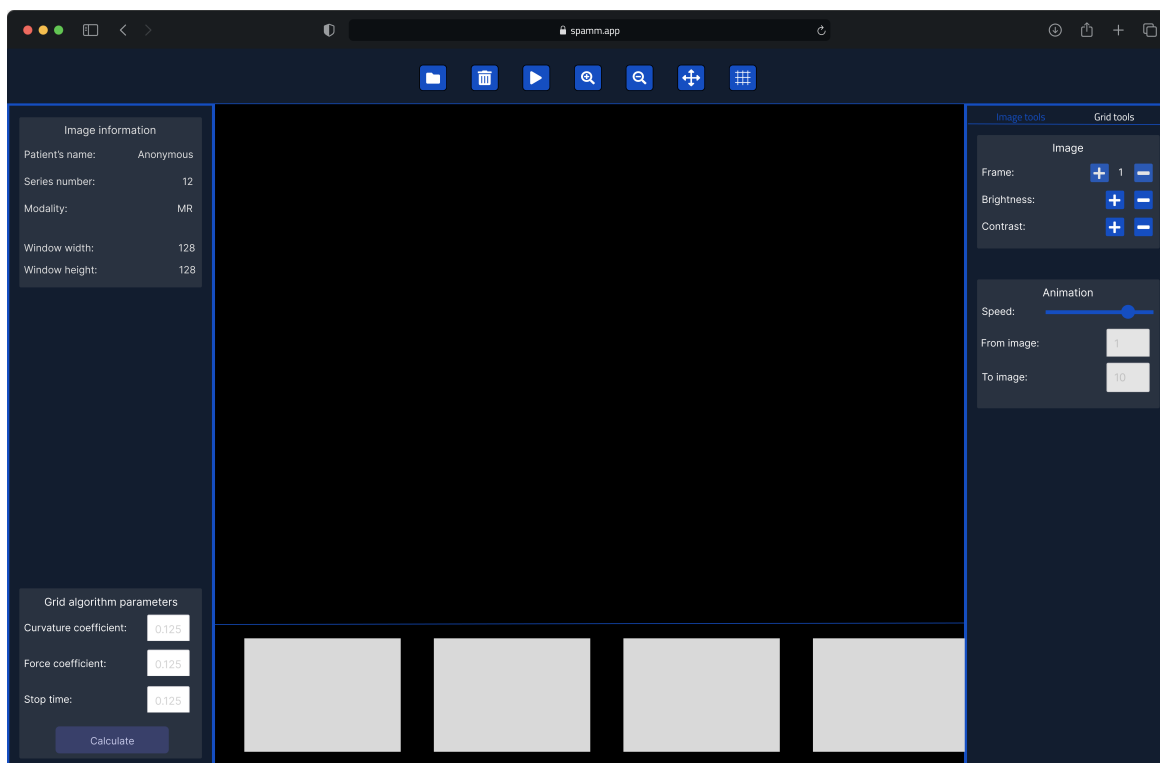 spamm.app
Image information
Patient's name: Anonymous
Series number: 12
Modality: MR
Window width: 128
Window height: 128
Grid algorithm parameters
Curvature coefficient: 0.125
Force coefficient: 0.125
Stop time: 0.125
Calculate
Image tools Grid tools
Image
Frame: 1
Brightness:
Contrast:
Animation
Speed:
From image: 1
To image: 10